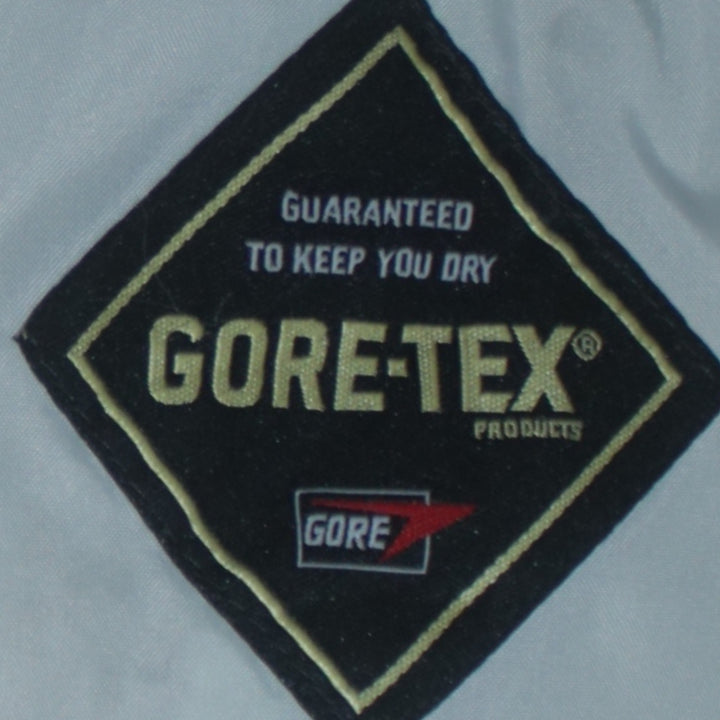 GUARANTEED
TO KEEP YOU DRY
GORE-TEX®
PRODUCTS
GORE